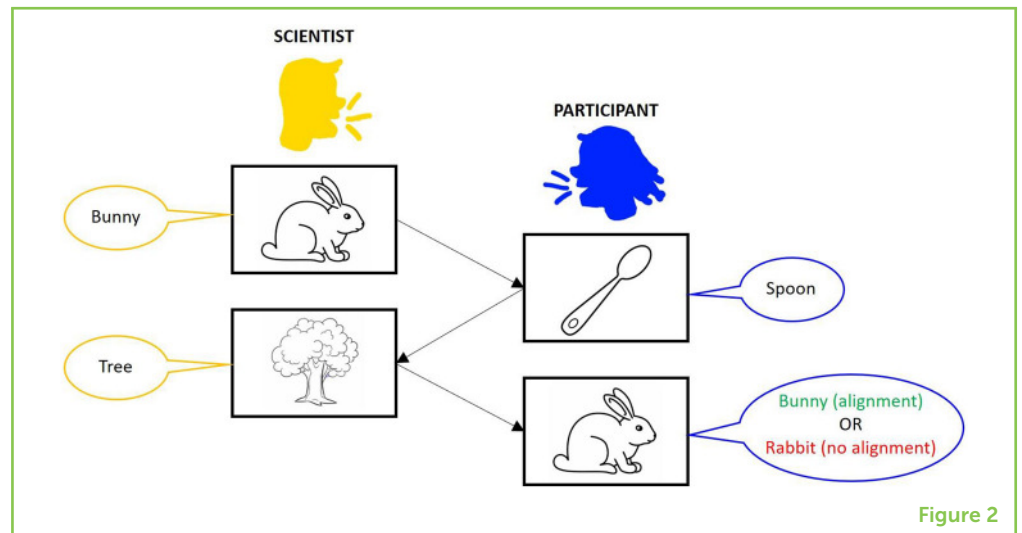 SCIENTIST
PARTICIPANT
Bunny
Spoon
Tree
Bunny (alignment)
OR
Rabbit (no alignment)
Figure 2